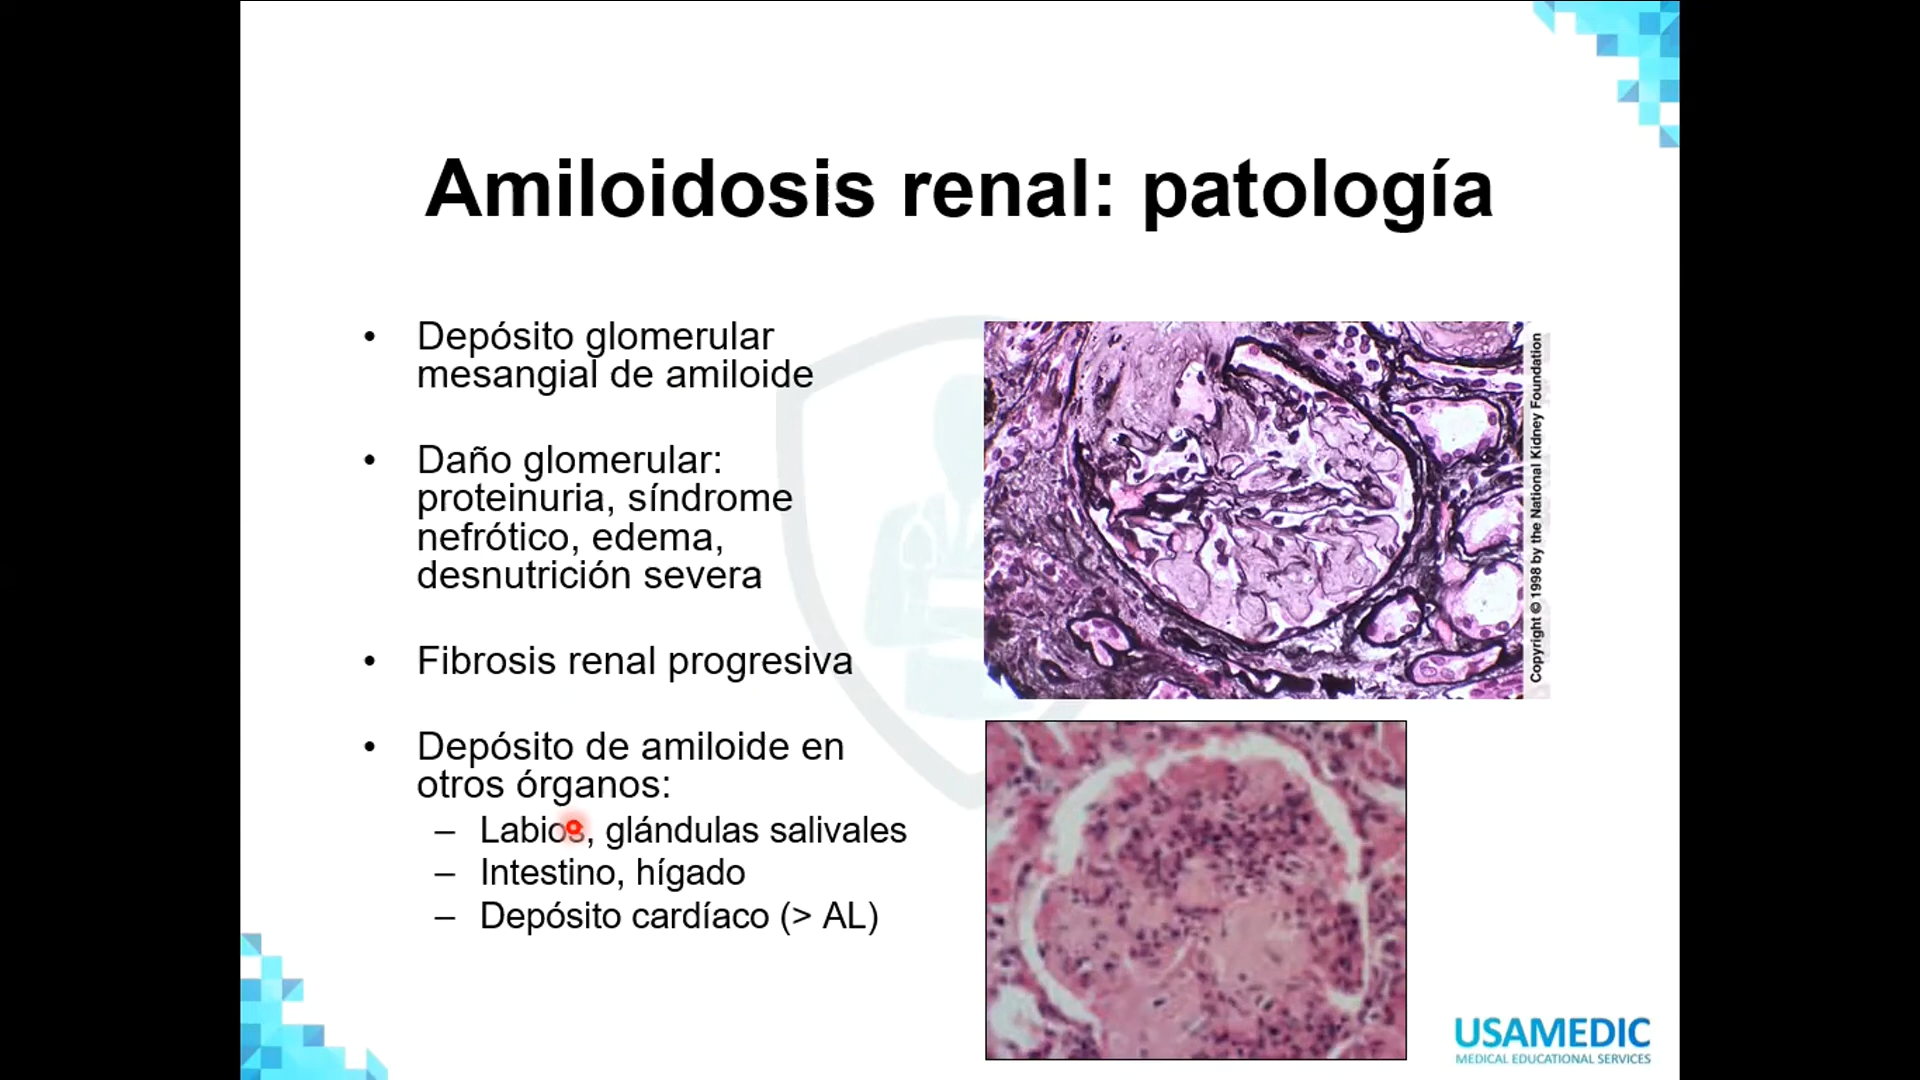 Amiloidosis renal: patología
• Depósito glomerular
mesangial de amiloide
• Daño glomerular:
proteinuria, síndrome
nefrótico, edema,
desnutrición severa
• Fibrosis renal progresiva
• Depósito de amiloide en
otros órganos:
– Labios, glándulas salivales
– Intestino, hígado
– Depósito cardíaco (> AL)
Copyright © 1998 by the National Kidney Foundation
USAMEDIC
MEDICAL EDUCATIONAL SERVICES